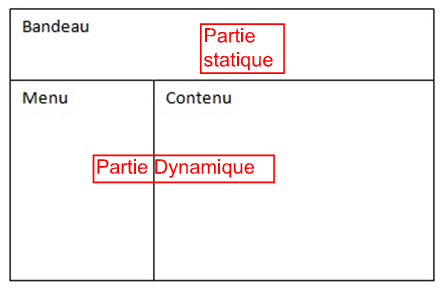 Bandeau
Partie
statique
Menu
Contenu
Partie Dynamique